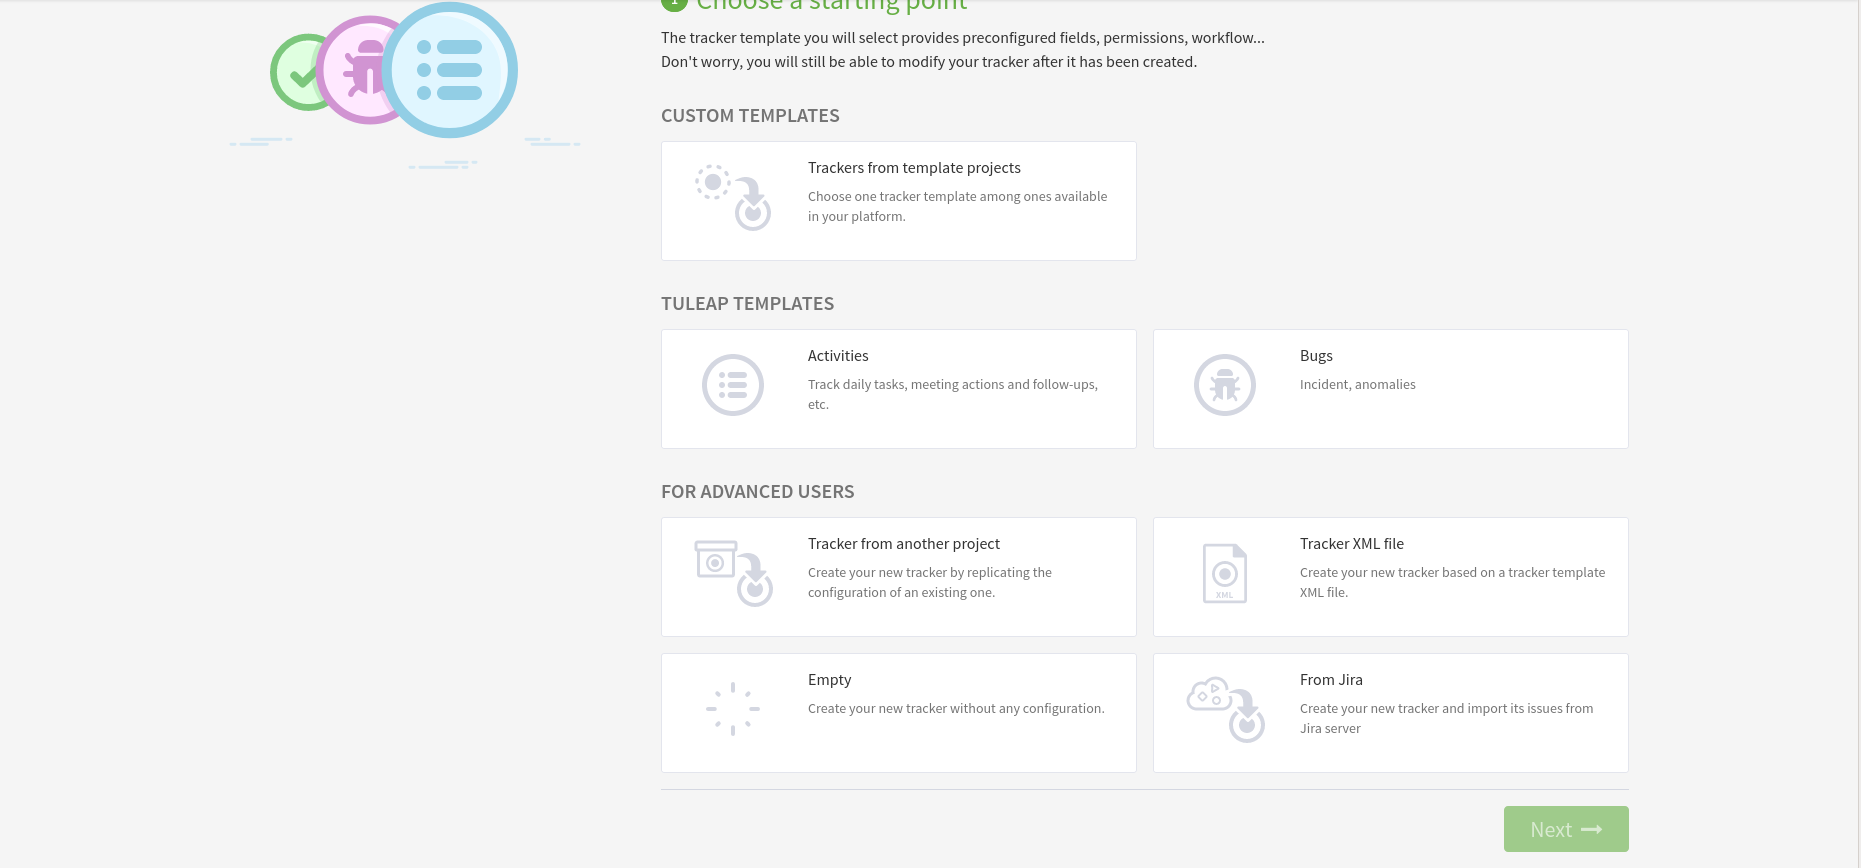 1 Choose a starting point
The tracker template you will select provides preconfigured fields, permissions, workflow...
Don't worry, you will still be able to modify your tracker after it has been created.
CUSTOM TEMPLATES
Trackers from template projects
Choose one tracker template among ones available
in your platform.
TULEAP TEMPLATES
Activities
Track daily tasks, meeting actions and follow-ups,
etc.
Bugs
Incident, anomalies
FOR ADVANCED USERS
Tracker from another project
Create your new tracker by replicating the
configuration of an existing one.
Tracker XML file
Create your new tracker based on a tracker template
XML file.
XML
Empty
Create your new tracker without any configuration.
From Jira
Create your new tracker and import its issues from
Jira server
Next